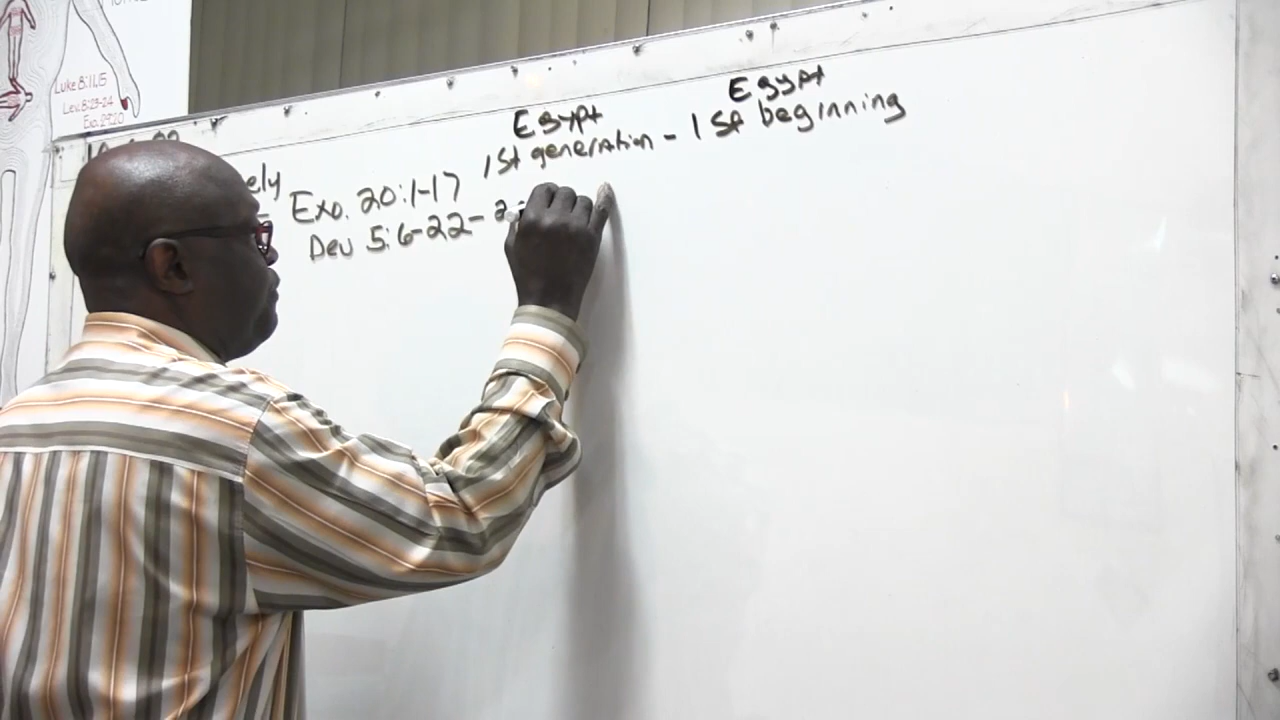 Luke 8:11,15
Lev. 8:23-24
Exo. 29:20
Egypt
Egypt
1st generation - 1st beginning
ely
Exo. 20:1-17
Deu 5:6-22 - 2